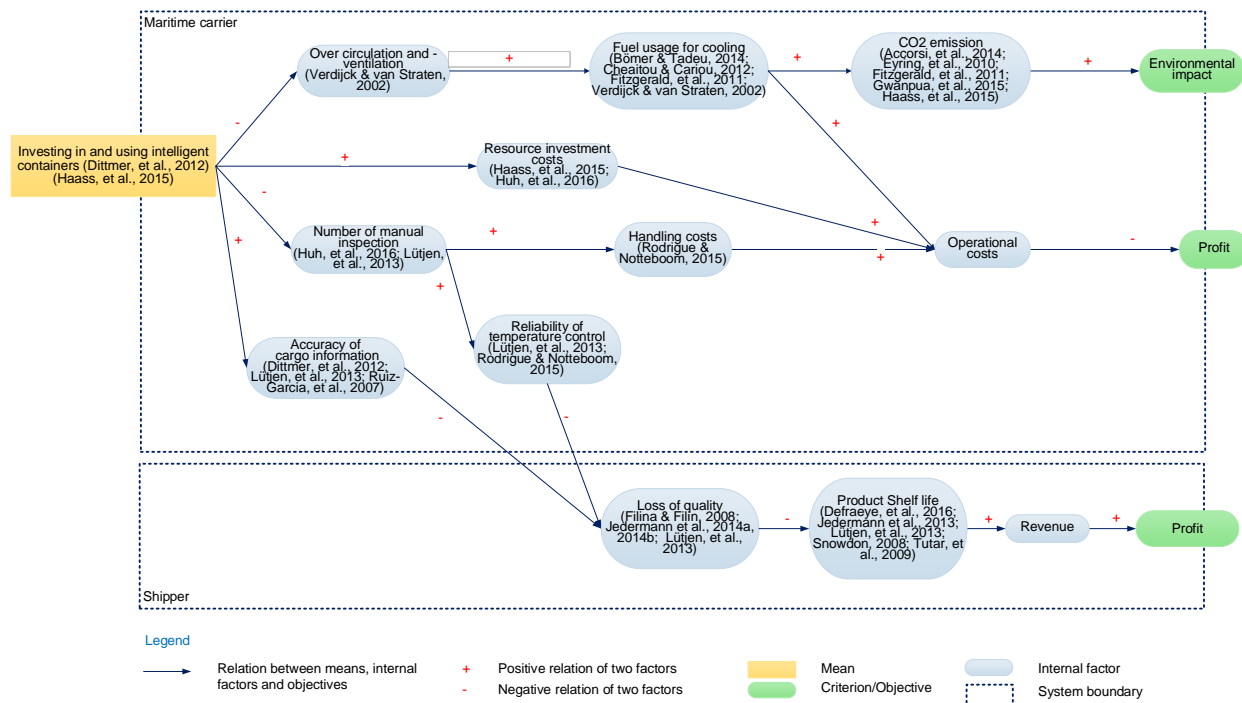 Maritime carrier
Over circulation and -
ventilation
(Verdijck & van Straten,
2002)
+
Fuel usage for cooling
(Bömer & Tadeu, 2014;
Cheaitou & Cariou, 2012;
Fitzgerald, et al., 2011;
Verdijck & van Straten, 2002)
+
CO2 emission
(Accorsi, et al., 2014;
Eyring, et al., 2010;
Fitzgerald, et al., 2011;
Gwanpua, et al., 2015;
Haass, et al., 2015)
+
Environmental
impact
-
+
Investing in and using intelligent
containers (Dittmer, et al., 2012)
(Haass, et al., 2015)
+
Resource investment
costs
(Haass, et al., 2015;
Huh, et al., 2016)
-
+
Number of manual
inspection
(Huh, et al., 2016; Lütjen,
et al., 2013)
+
Handling costs
(Rodrigue &
Notteboom, 2015)
+
+
Operational
costs
-
Profit
+
+
Reliability of
temperature control
(Lütjen, et al., 2013;
Rodrigue & Notteboom,
2015)
Accuracy of
cargo information
(Dittmer, et al., 2012;
Lütjen, et al., 2013; Ruiz-
Garcia, et al., 2007)
-
-
Loss of quality
(Filina & Filin, 2008;
Jedermann et al., 2014a,
2014b; Lütjen, et al.,
2013)
-
Product Shelf life
(Defraeye, et al., 2016;
Jedermann et al., 2013;
Lütjen, et al., 2013;
Snowdon, 2008; Tutar, et
al., 2009)
+
Revenue
+
Profit
Shipper
Legend
Relation between means, internal
factors and objectives
+ Positive relation of two factors
- Negative relation of two factors
Mean
Criterion/Objective
Internal factor
System boundary